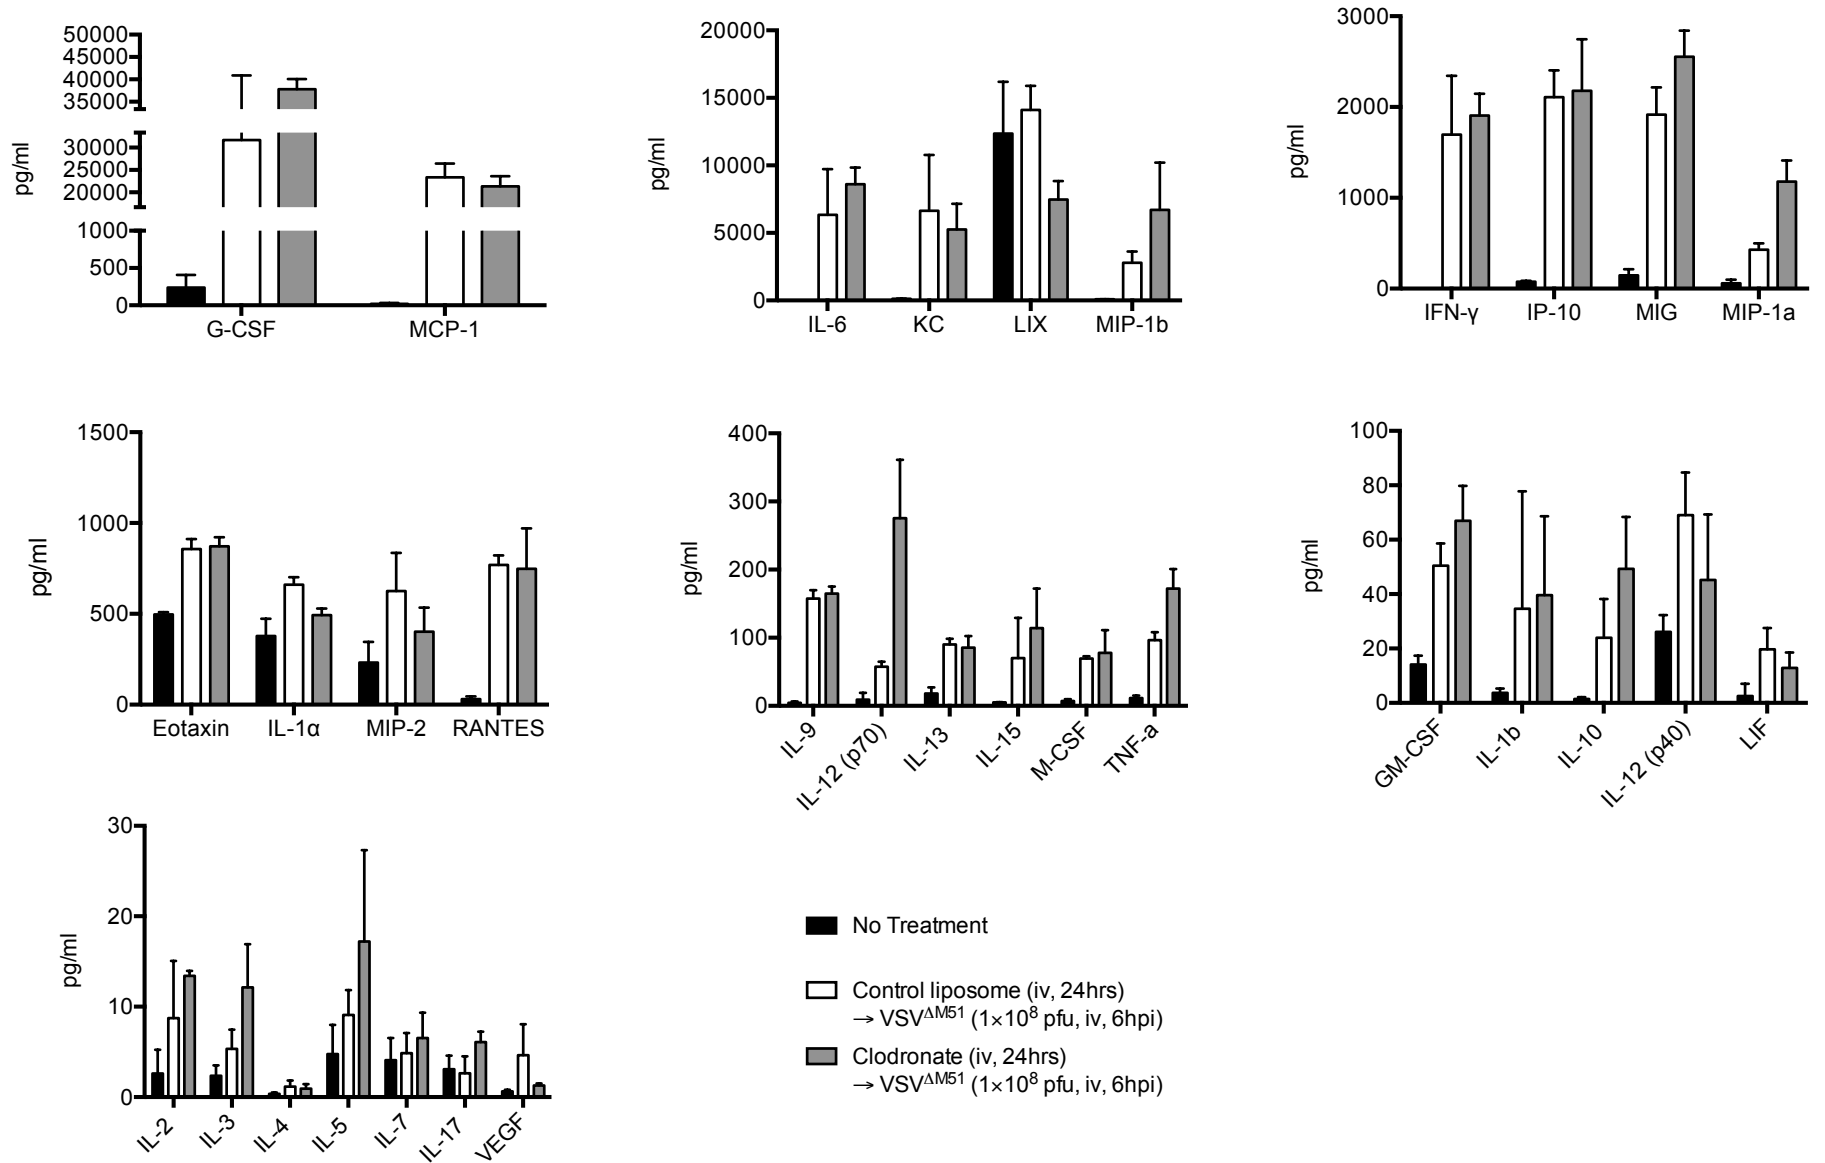 50000
45000
40000
35000
30000
25000
20000
1000
500
0
pg/ml
G-CSF MCP-1
20000
15000
10000
5000
0
pg/ml
IL-6 KC LIX MIP-1b
3000
2000
1000
0
pg/ml
IFN-γ IP-10 MIG MIP-1a
1500
1000
500
0
pg/ml
Eotaxin IL-1α MIP-2 RANTES
400
300
200
100
0
pg/ml
IL-9 IL-12 (p70) IL-13 IL-15 M-CSF TNF-a
100
80
60
40
20
0
pg/ml
GM-CSF IL-1b IL-10 IL-12 (p40) LIF
30
20
10
0
pg/ml
IL-2 IL-3 IL-4 IL-5 IL-7 IL-17 VEGF
No Treatment
Control liposome (iv, 24hrs)
→ VSV^ΔM51 (1×10^8 pfu, iv, 6hpi)
Clodronate (iv, 24hrs)
→ VSV^ΔM51 (1×10^8 pfu, iv, 6hpi)